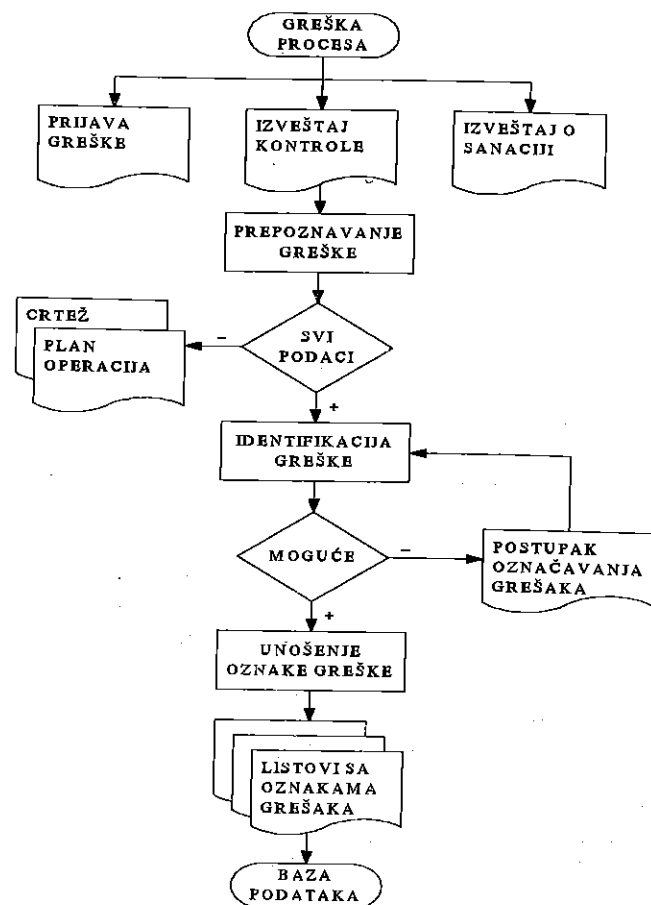 GREŠKA
PROCESA
PRIJAVA
GREŠKE
IZVEŠTAJ
KONTROLE
IZVEŠTAJ O
SANACIJI
PREPOZNAVANJE
GREŠKE
CRTEŽ
PLAN
OPERACIJA
–
SVI
PODACI
+
IDENTIFIKACIJA
GREŠKE
MOGUĆE
–
POSTUPAK
OZNAČAVANJA
GREŠAKA
+
UNOŠENJE
OZNAKE GREŠKE
LISTOVI SA
OZNAKAMA
GREŠAKA
BAZA
PODATAKA